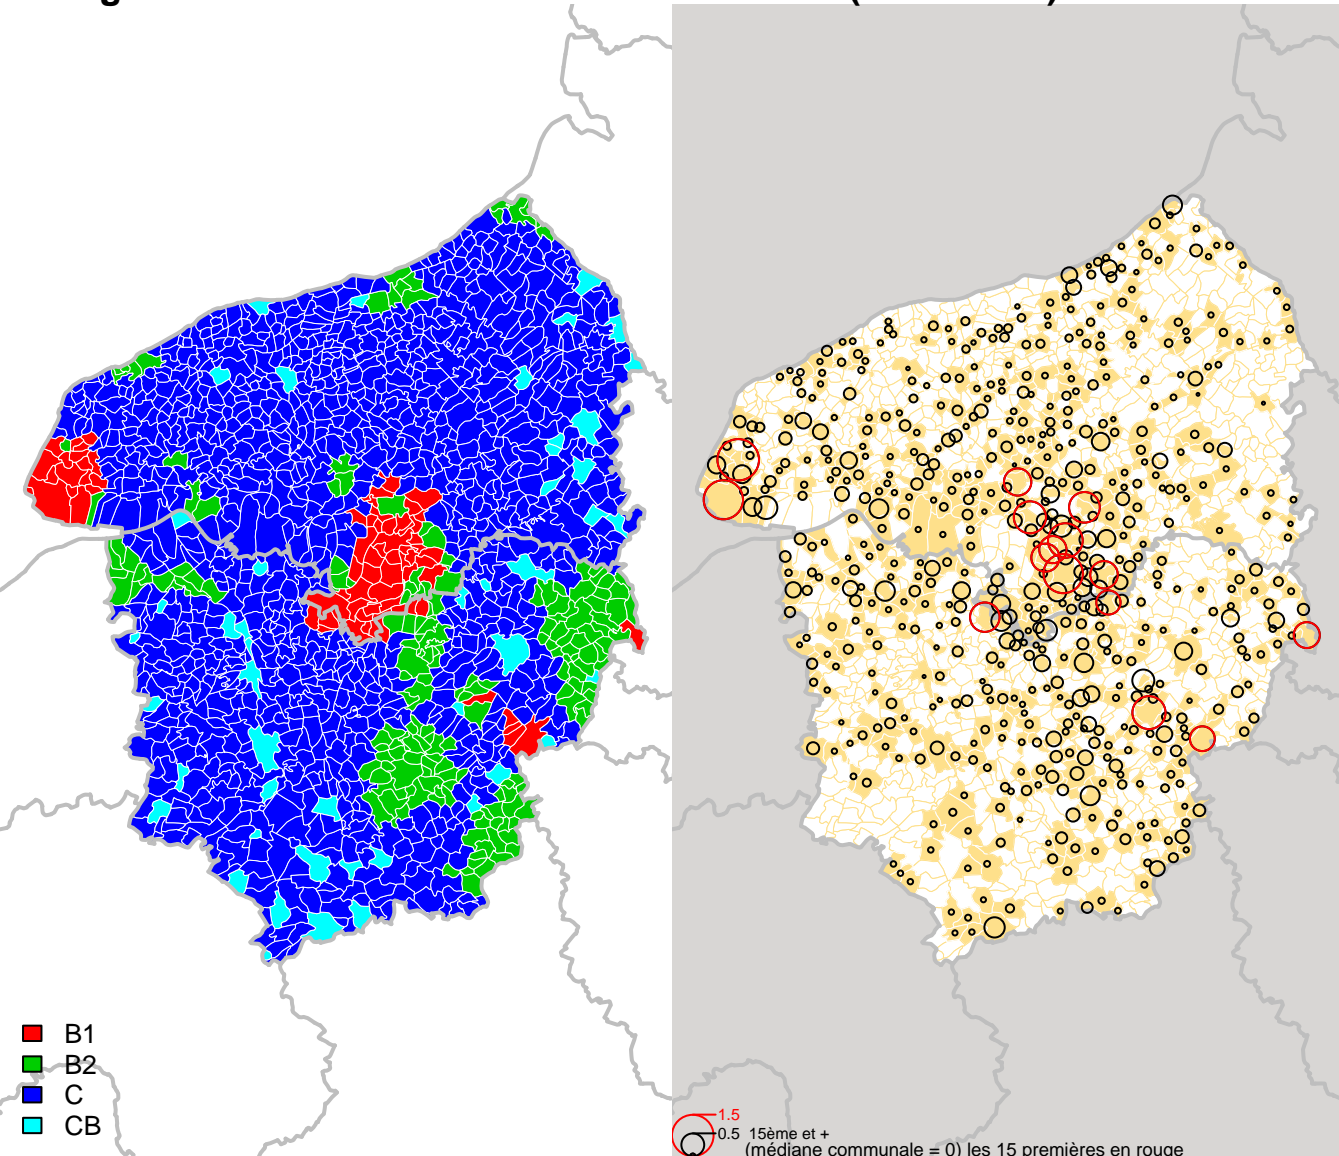 B1
B2
C
CB
1.5
0.5 15ème et +
(médiane communale = 0) les 15 premières en rouge